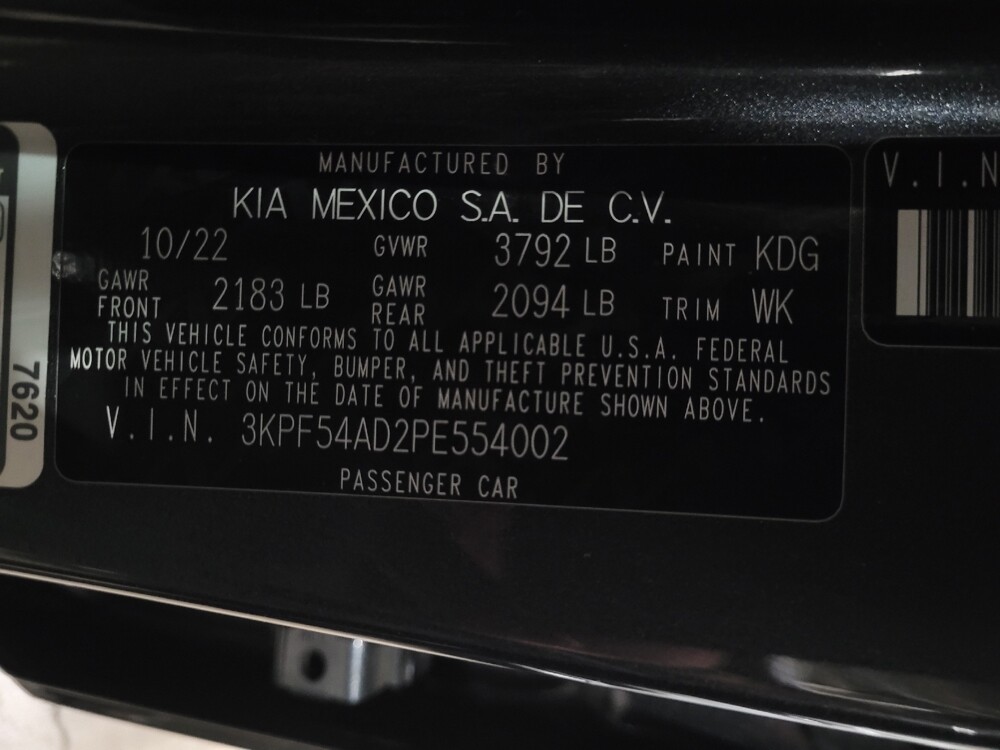 MANUFACTURED BY
KIA MEXICO S.A. DE C.V.
10/22 GVWR 3792 LB PAINT KDG
GAWR FRONT 2183 LB GAWR REAR 2094 LB TRIM WK
THIS VEHICLE CONFORMS TO ALL APPLICABLE U.S.A. FEDERAL
MOTOR VEHICLE SAFETY, BUMPER, AND THEFT PREVENTION STANDARDS
IN EFFECT ON THE DATE OF MANUFACTURE SHOWN ABOVE.
V.I.N. 3KPF54AD2PE554002
PASSENGER CAR
V.I.N
7620